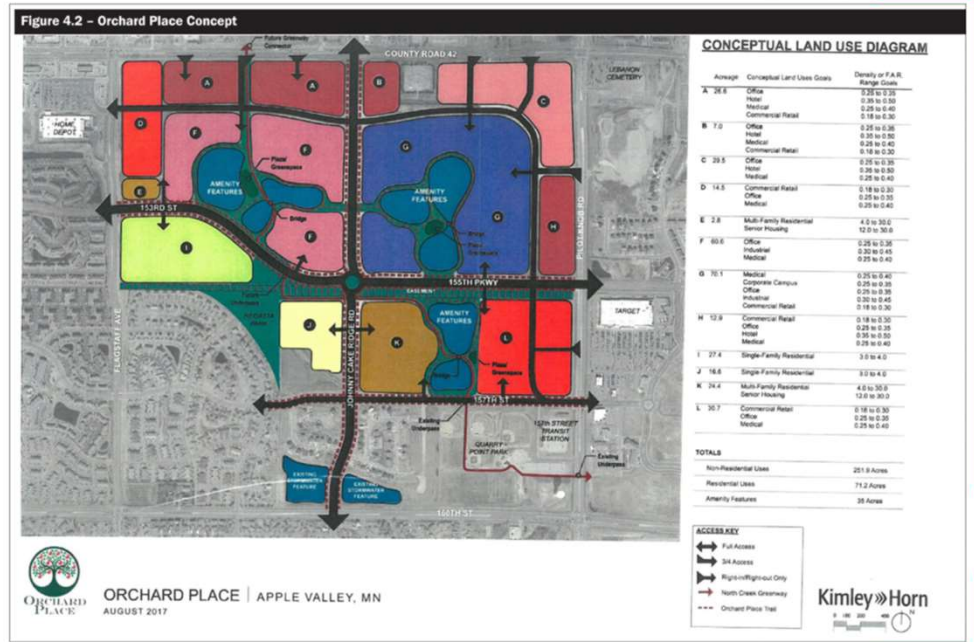 Figure 4.2 – Orchard Place Concept
Future Greenway
Connector
COUNTY ROAD 42
LEBANON
CEMETERY
A
A
B
C
D
HOME
DEPOT
F
F
G
AMENITY
FEATURES
Plaza/
Greenspace
AMENITY
FEATURES
E
153RD ST
Bridge
F
G
H
PILOT KNOB RD
I
155TH PKWY
EASEMENT
Future
Underpass
REGATTA
PARK
J
K
AMENITY
FEATURES
L
TARGET
FLAGSTAFF AVE
JOHNNY CAKE RIDGE RD
Plaza/
Greenspace
Bridge
157TH ST
Existing
Underpass
157th STREET
TRANSIT
STATION
QUARRY
POINT PARK
Existing
Underpass
EXISTING
STORMWATER
FEATURE
EXISTING
STORMWATER
FEATURE
160TH ST
CONCEPTUAL LAND USE DIAGRAM
Acreage Conceptual Land Uses Goals Density or F.A.R.
Range Goals
A 26.8 Office 0.25 to 0.35
Hotel 0.35 to 0.50
Medical 0.25 to 0.40
Commercial Retail 0.18 to 0.30
B 7.0 Office 0.25 to 0.35
Hotel 0.35 to 0.50
Medical 0.25 to 0.40
Commercial Retail 0.18 to 0.30
C 29.5 Office 0.25 to 0.35
Hotel 0.35 to 0.50
Medical 0.25 to 0.40
D 14.5 Commercial Retail 0.18 to 0.30
Office 0.25 to 0.35
Medical 0.25 to 0.40
E 2.8 Multi-Family Residential 4.0 to 30.0
Senior Housing 12.0 to 30.0
F 60.6 Office 0.25 to 0.35
Industrial 0.30 to 0.45
Medical 0.25 to 0.40
G 70.1 Medical 0.25 to 0.40
Corporate Campus 0.25 to 0.35
Office 0.25 to 0.35
Industrial 0.30 to 0.45
Commercial Retail 0.18 to 0.30
H 12.9 Commercial Retail 0.18 to 0.30
Office 0.25 to 0.35
Hotel 0.35 to 0.50
Medical 0.25 to 0.40
I 27.4 Single-Family Residential 3.0 to 4.0
J 16.6 Single-Family Residential 3.0 to 4.0
K 24.4 Multi-Family Residential 4.0 to 30.0
Senior Housing 12.0 to 30.0
L 30.7 Commercial Retail 0.18 to 0.30
Office 0.25 to 0.35
Medical 0.25 to 0.40
TOTALS
Non-Residential Uses 251.9 Acres
Residential Uses 71.2 Acres
Amenity Features 35 Acres
ACCESS KEY
Full Access
3/4 Access
Right-in/Right-out Only
North Creek Greenway
Orchard Place Trail
ORCHARD
PLACE
ORCHARD PLACE | APPLE VALLEY, MN
AUGUST 2017
Kimley»Horn
N